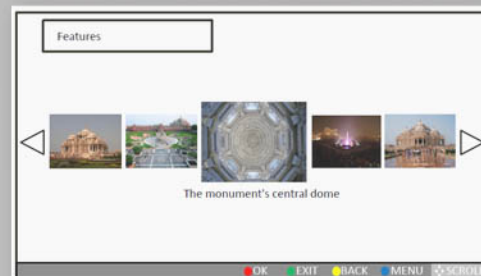 Features
The monument's central dome
OK EXIT BACK MENU SCROLL